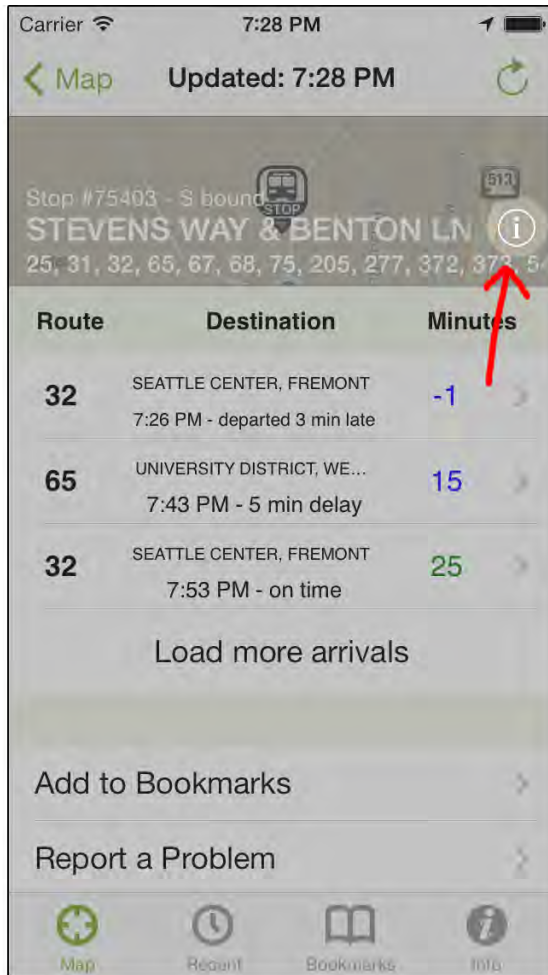 Carrier 7:28 PM
Map Updated: 7:28 PM
513
Stop #75403 - S bound
STOP
STEVENS WAY & BENTON LN
25, 31, 32, 65, 67, 68, 75, 205, 277, 372, 373, 54
Route Destination Minutes
32 SEATTLE CENTER, FREMONT -1
7:26 PM - departed 3 min late
65 UNIVERSITY DISTRICT, WE... 15
7:43 PM - 5 min delay
32 SEATTLE CENTER, FREMONT 25
7:53 PM - on time
Load more arrivals
Add to Bookmarks
Report a Problem
Map Recent Bookmarks Info